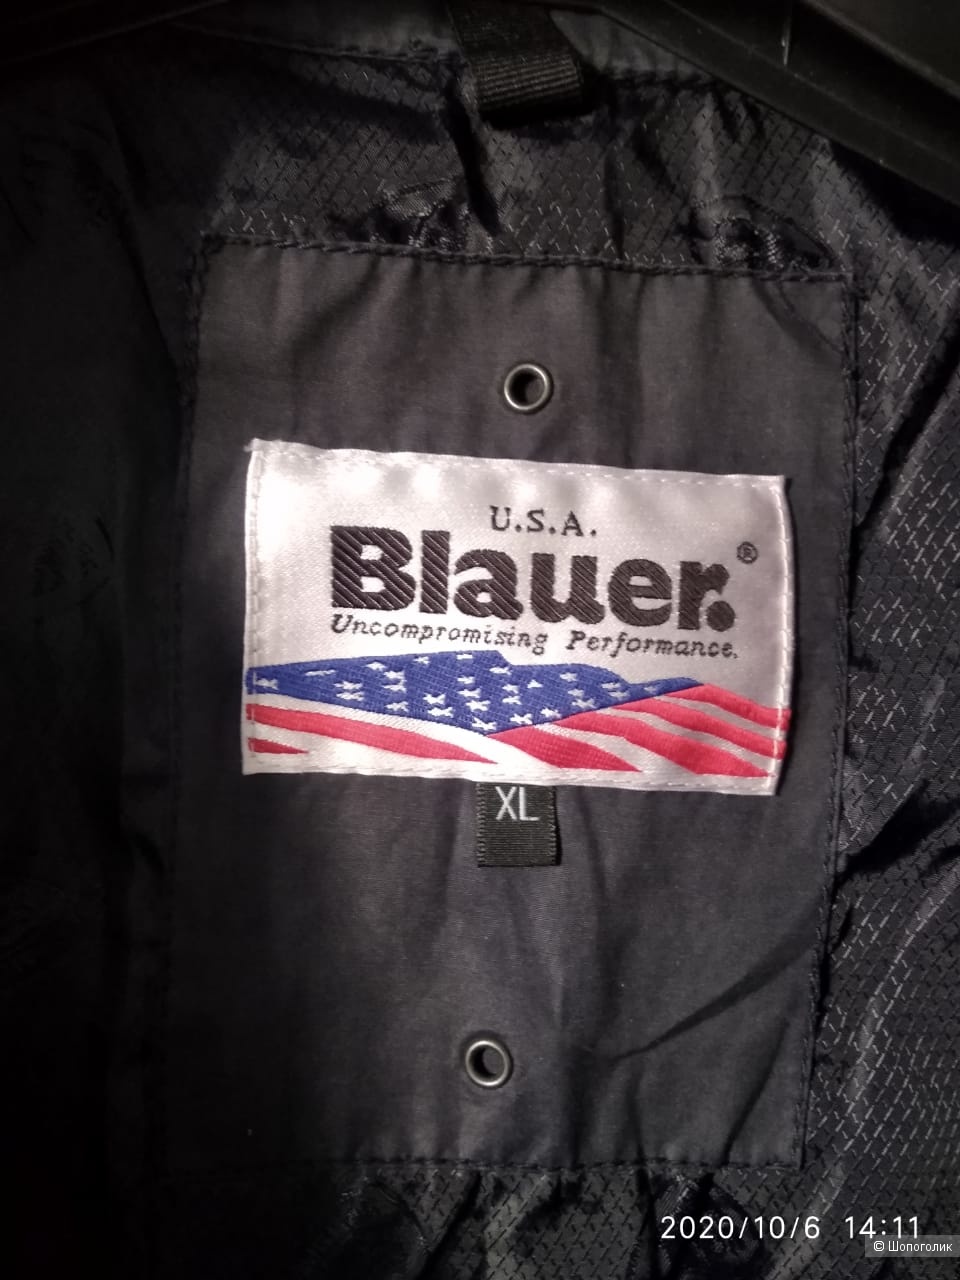 U.S.A.
Blauer.®
Uncompromising Performance.
XL
2020/10/6 14:11
© Шопоголик